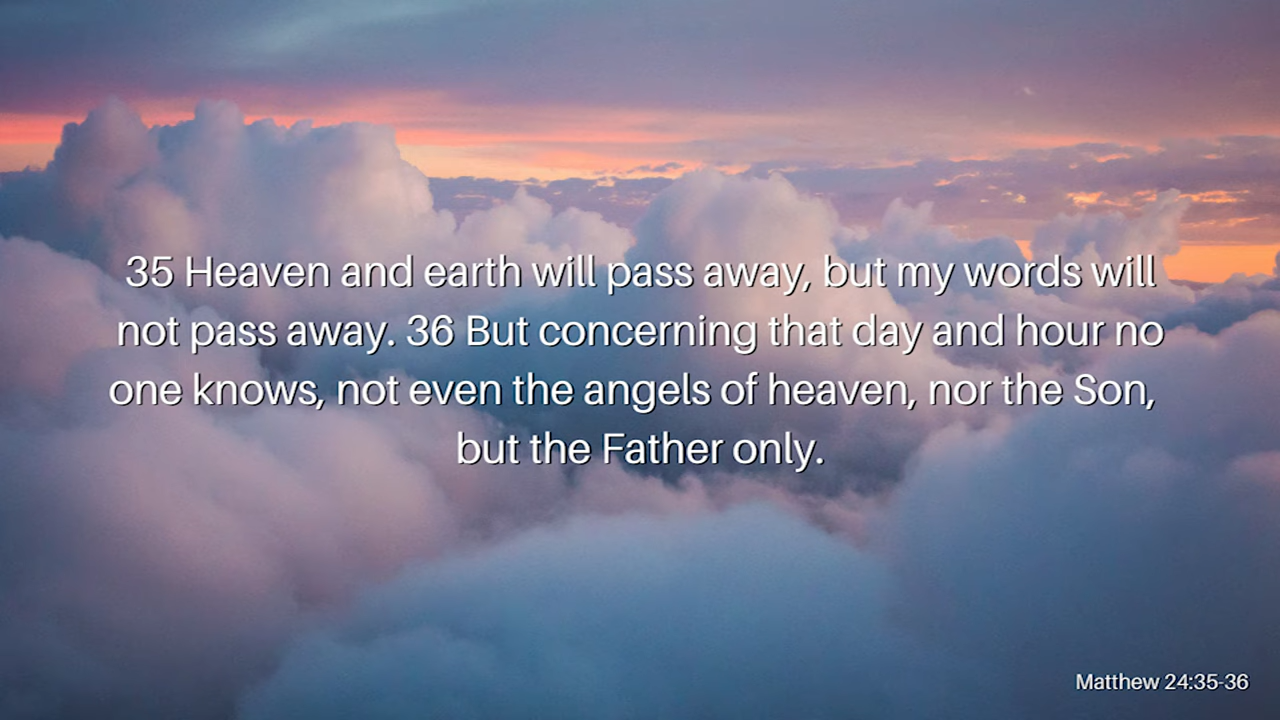 35 Heaven and earth will pass away, but my words will
not pass away. 36 But concerning that day and hour no
one knows, not even the angels of heaven, nor the Son,
but the Father only.
Matthew 24:35-36